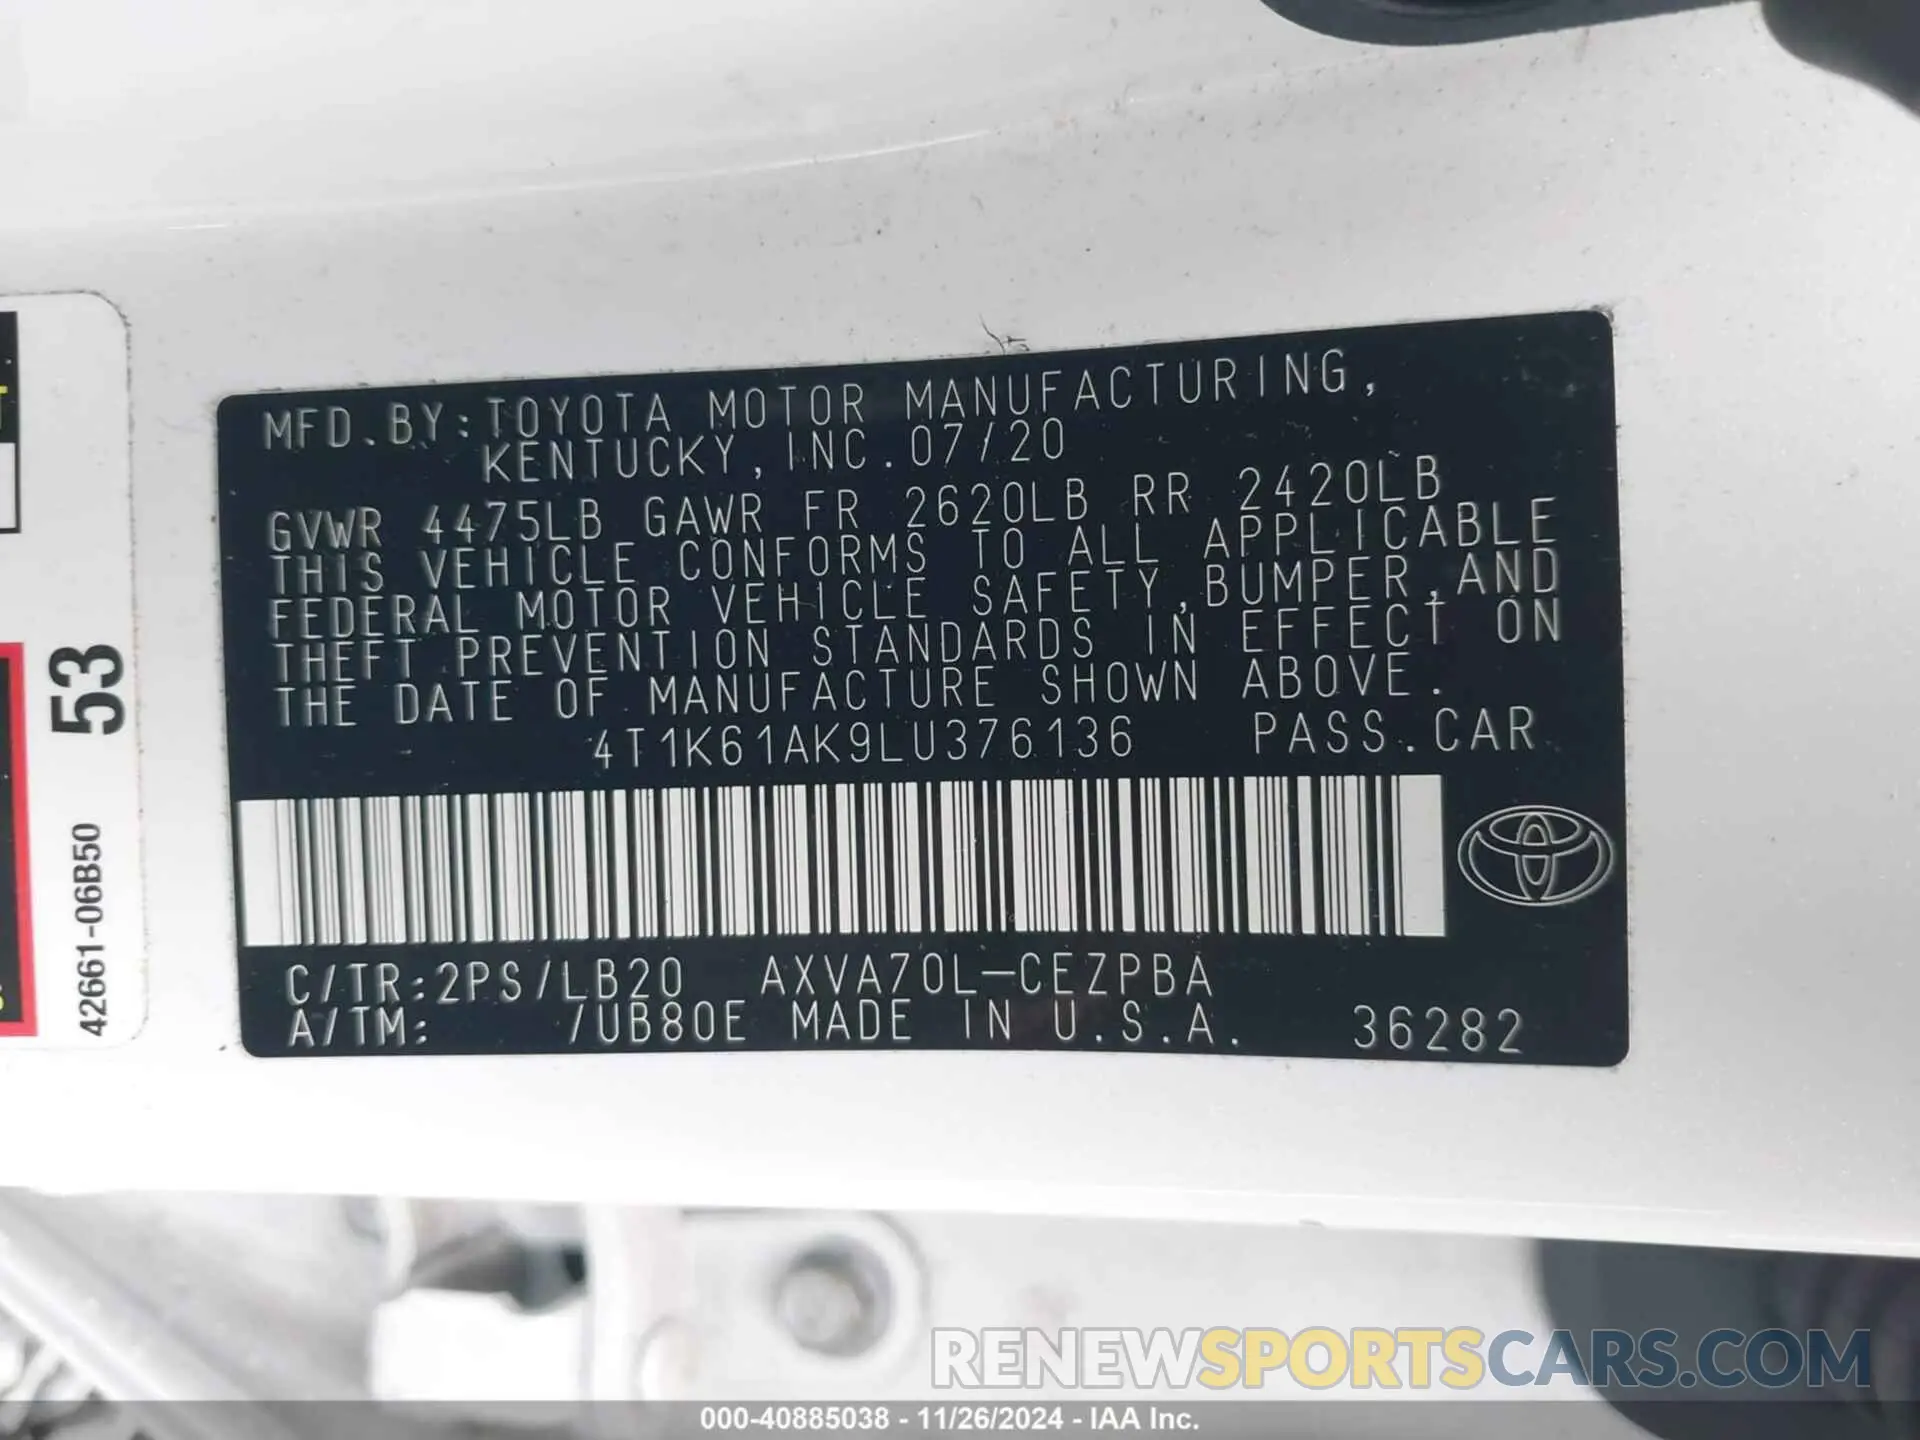 MFD.BY:TOYOTA MOTOR MANUFACTURING,
KENTUCKY,INC.07/20
GVWR 4475LB GAWR FR 2620LB RR 2420LB
THIS VEHICLE CONFORMS TO ALL APPLICABLE
FEDERAL MOTOR VEHICLE SAFETY,BUMPER,AND
THEFT PREVENTION STANDARDS IN EFFECT ON
THE DATE OF MANUFACTURE SHOWN ABOVE.
4T1K61AK9LU376136 PASS.CAR
C/TR:2PS/LB20 AXVA70L-CEZPBA
A/TM: /UB80E MADE IN U.S.A. 36282
53
42661-06B50
RENEWSPORTSCARS.COM
000-40885038 - 11/26/2024 - IAA Inc.